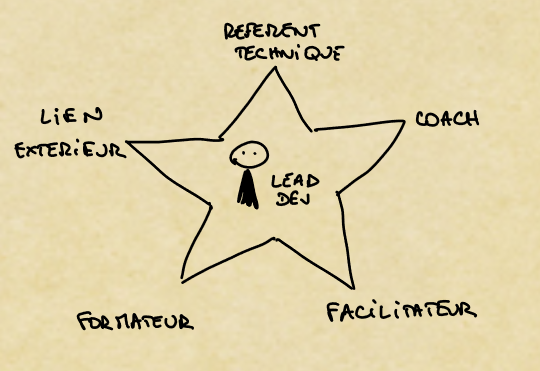 REFERENT
TECHNIQUE
LIEN
EXTERIEUR
COACH
LEAD
DEV
FORMATEUR
FACILITATEUR